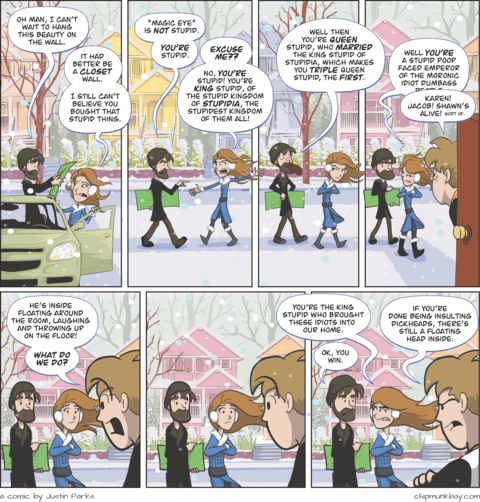 OH MAN, I CAN'T
WAIT TO HANG
THIS BEAUTY ON
THE WALL.
IT HAD
BETTER BE
A CLOSET
WALL.
I STILL CAN'T
BELIEVE YOU
BOUGHT THAT
STUPID THING.
"MAGIC EYE"
IS NOT STUPID.
YOU'RE
STUPID.
EXCUSE
ME??
NO, YOU'RE
STUPID! YOU'RE
KING STUPID, OF
THE STUPID KINGDOM
OF STUPIDIA, THE
STUPIDEST KINGDOM
OF THEM ALL!
WELL THEN
YOU'RE QUEEN
STUPID, WHO MARRIED
THE KING STUPID OF
STUPIDIA, WHICH MAKES
YOU TRIPLE QUEEN
STUPID, THE FIRST.
WELL YOU'RE
A STUPID POOP
FACED EMPEROR
OF THE MORONIC
IDIOT DUMBASS
KAREN!
JACOB! SHAWN'S
ALIVE! SORT OF.
HE'S INSIDE
FLOATING AROUND
THE ROOM, LAUGHING
AND THROWING UP
ON THE FLOOR!
WHAT DO
WE DO?
YOU'RE THE KING
STUPID WHO BROUGHT
THESE IDIOTS INTO
OUR HOME.
OK, YOU
WIN.
IF YOU'RE
DONE BEING INSULTING
DICKHEADS, THERE'S
STILL A FLOATING
HEAD INSIDE.
a comic by Justin Parks
chipmunkbay.com